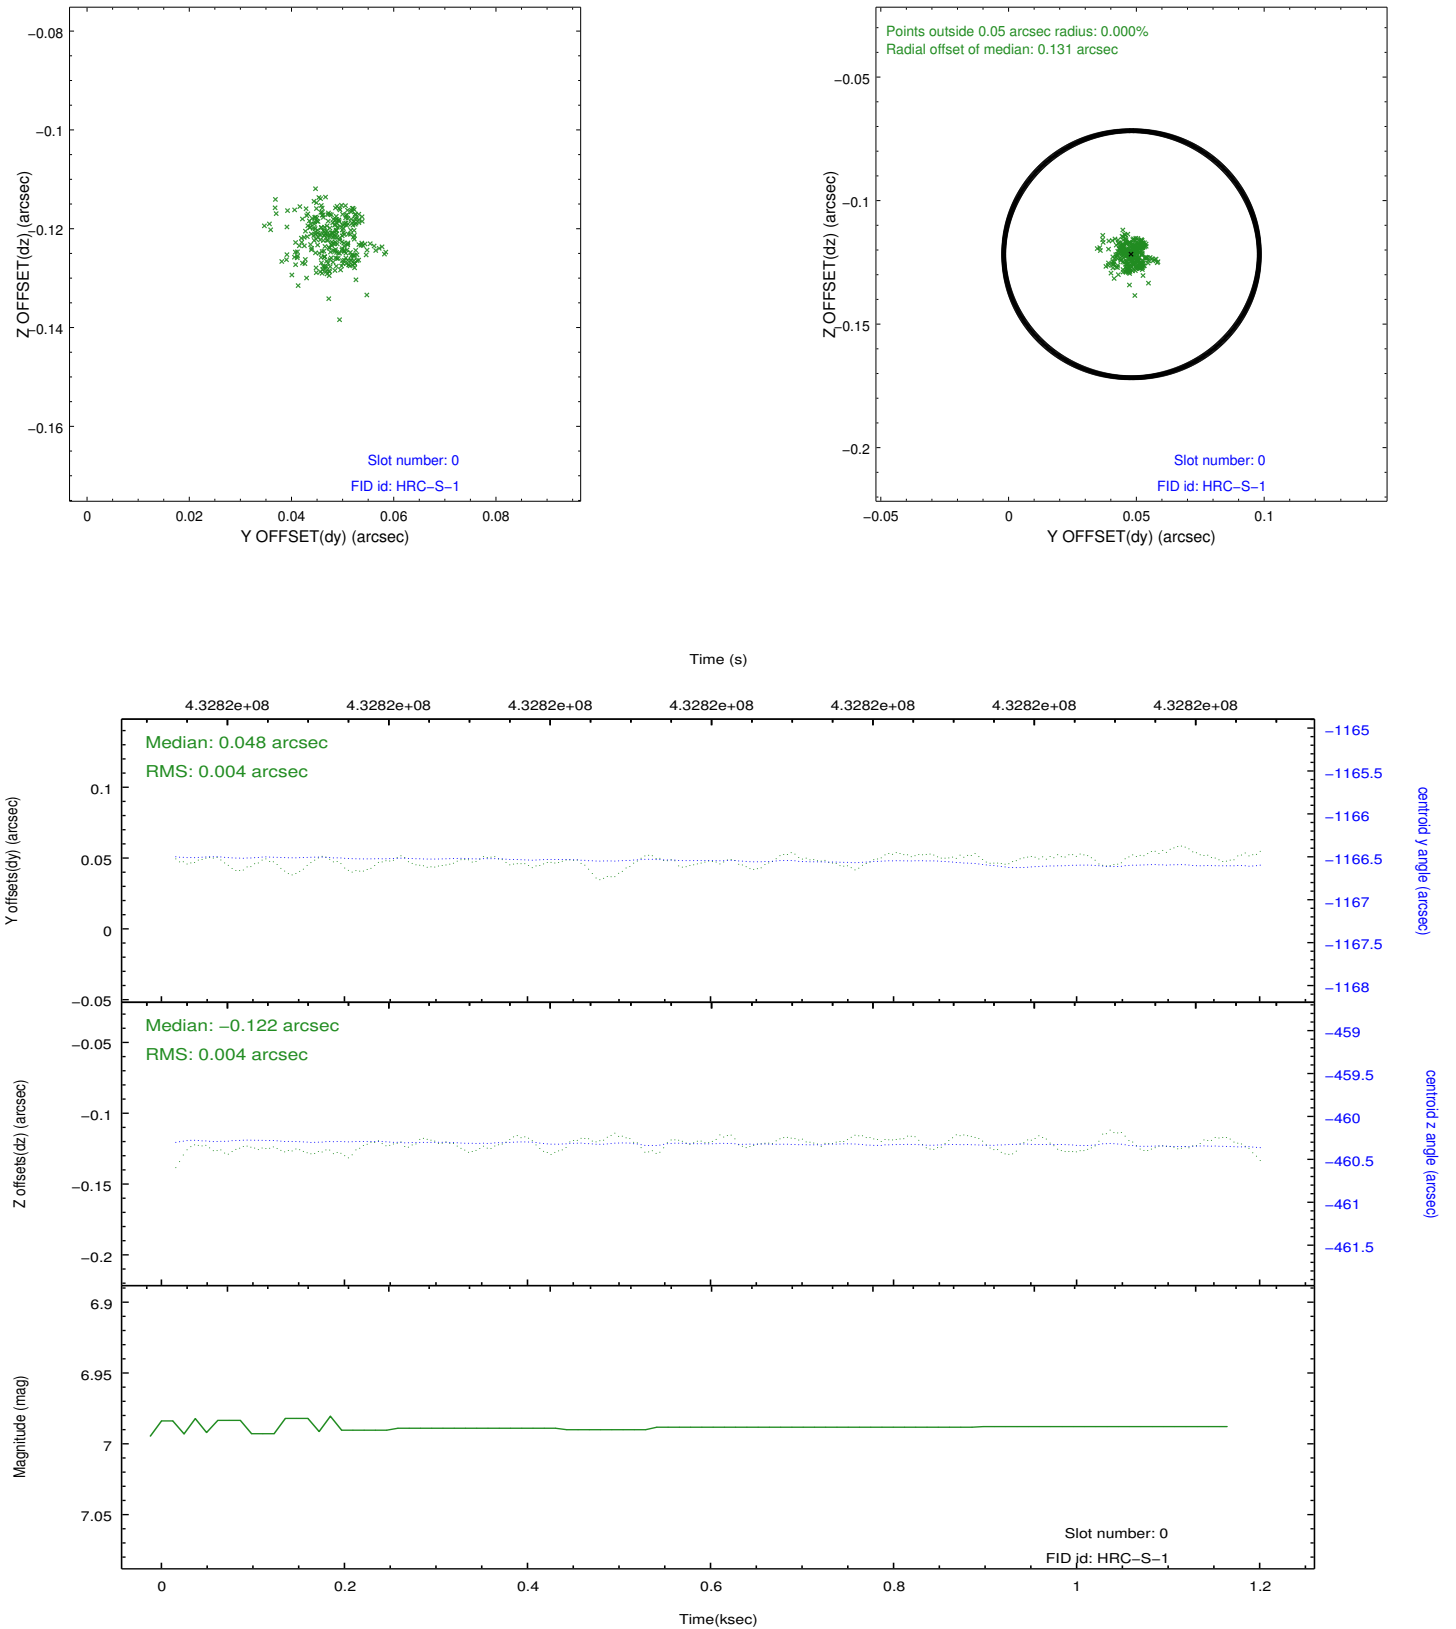 −0.08
−0.1
−0.12
−0.14
−0.16
Z OFFSET(dz) (arcsec)
Slot number: 0
FID id: HRC−S−1
0 0.02 0.04 0.06 0.08
Y OFFSET(dy) (arcsec)
Points outside 0.05 arcsec radius: 0.000%
Radial offset of median: 0.131 arcsec
−0.05
−0.1
−0.15
−0.2
Z OFFSET(dz) (arcsec)
Slot number: 0
FID id: HRC−S−1
−0.05 0 0.05 0.1
Y OFFSET(dy) (arcsec)
Time (s)
4.3282e+08 4.3282e+08 4.3282e+08 4.3282e+08 4.3282e+08 4.3282e+08 4.3282e+08
Median: 0.048 arcsec
RMS: 0.004 arcsec
0.1
0.05
0
−0.05
Y offsets(dy) (arcsec)
−1165
−1165.5
−1166
−1166.5
−1167
−1167.5
−1168
centroid y angle (arcsec)
Median: −0.122 arcsec
RMS: 0.004 arcsec
−0.05
−0.1
−0.15
−0.2
Z offsets(dz) (arcsec)
−459
−459.5
−460
−460.5
−461
−461.5
centroid z angle (arcsec)
6.9
6.95
7
7.05
Magnitude (mag)
Slot number: 0
FID id: HRC−S−1
0 0.2 0.4 0.6 0.8 1 1.2
Time(ksec)